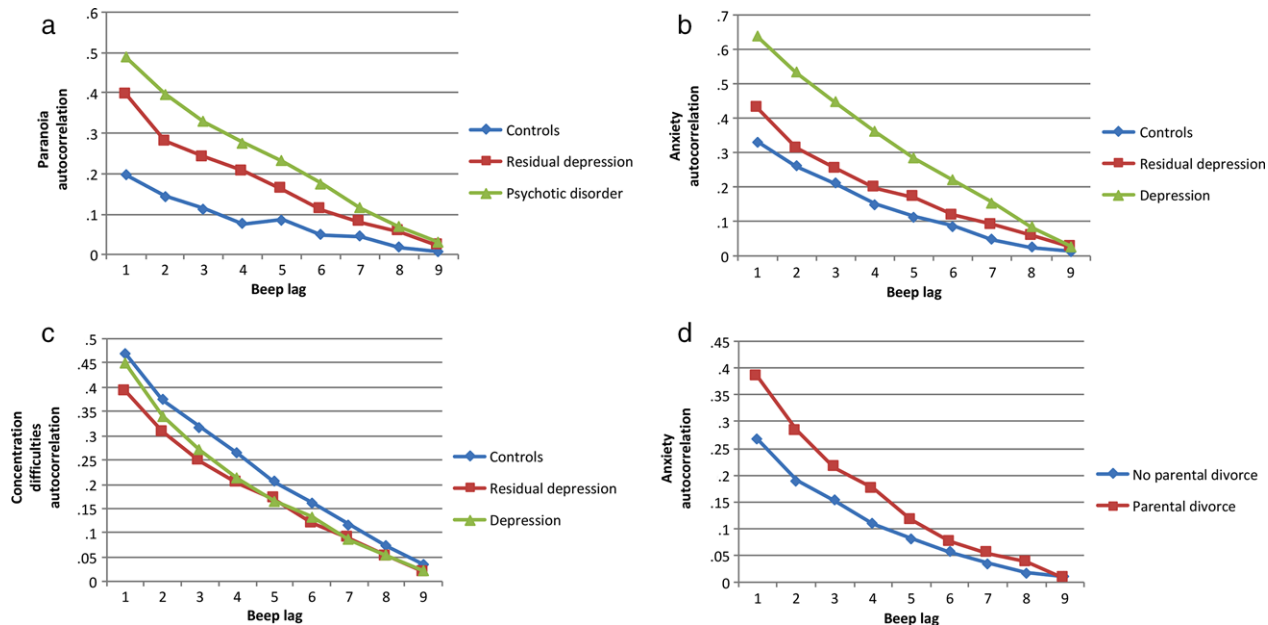 a
.6
.5
.4
.3
.2
.1
0
Paranoia
autocorrelation
1 2 3 4 5 6 7 8 9
Beep lag
Controls
Residual depression
Psychotic disorder
b
.7
.6
.5
.4
.3
.2
.1
0
Anxiety
autocorrelation
1 2 3 4 5 6 7 8 9
Beep lag
Controls
Residual depression
Depression
c
.5
.45
.4
.35
.3
.25
.2
.15
.1
.05
0
Concentration
difficulties
autocorrelation
1 2 3 4 5 6 7 8 9
Beep lag
Controls
Residual depression
Depression
d
.45
.4
.35
.3
.25
.2
.15
.1
.05
0
Anxiety
autocorrelation
1 2 3 4 5 6 7 8 9
Beep lag
No parental divorce
Parental divorce